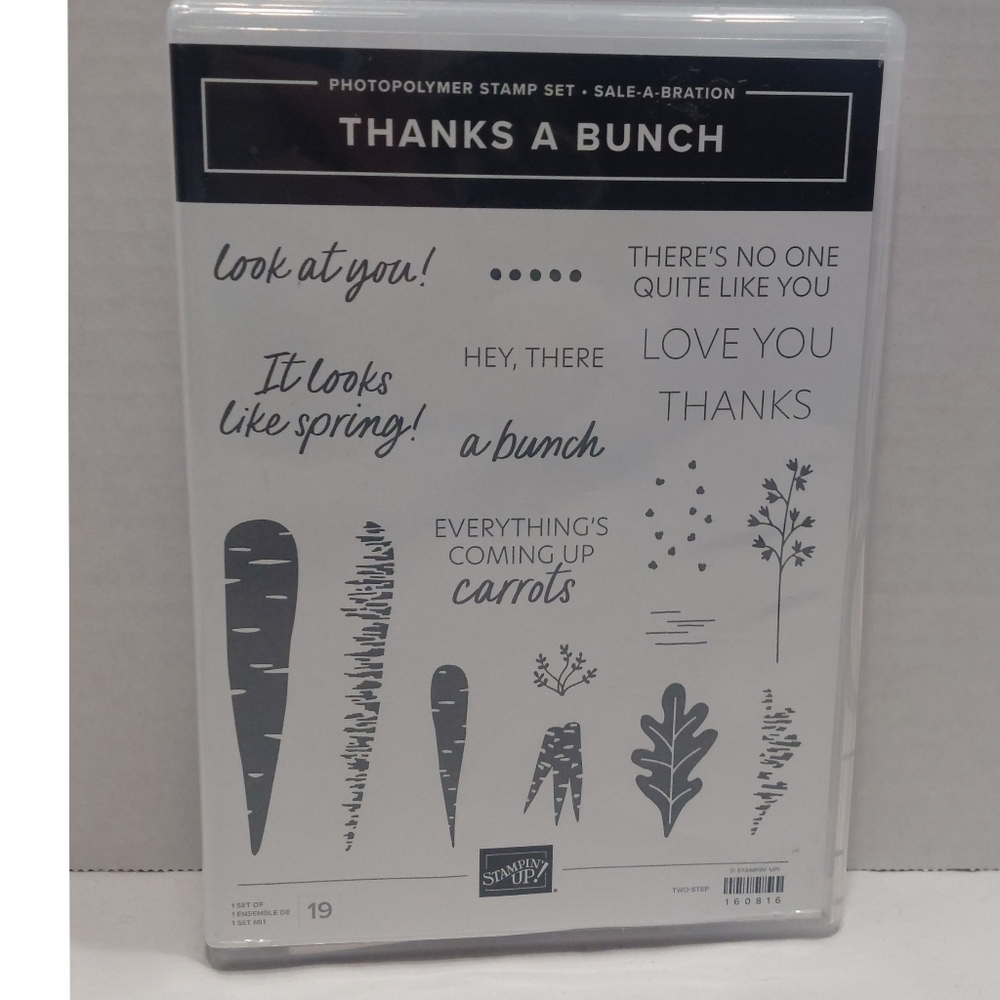 PHOTOPOLYMER STAMP SET • SALE-A-BRATION
THANKS A BUNCH
look at you!
THERE'S NO ONE
QUITE LIKE YOU
HEY, THERE
LOVE YOU
It looks
like spring!
THANKS
a bunch
EVERYTHING'S
COMING UP
carrots
STAMPIN' UP!®
1 SET OF
1 ENSEMBLE DE
1 SET MIT
19
TWO-STEP
© STAMPIN' UP!
160816